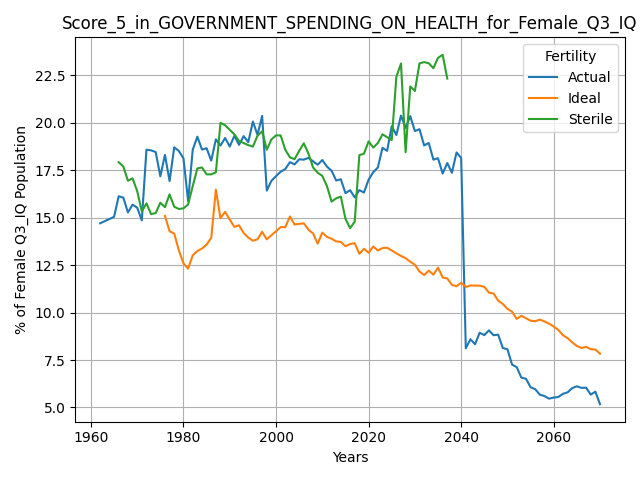 Score_5_in_GOVERNMENT_SPENDING_ON_HEALTH_for_Female_Q3_IQ
Fertility
Actual
Ideal
Sterile
% of Female Q3_IQ Population
22.5
20.0
17.5
15.0
12.5
10.0
7.5
5.0
1960 1980 2000 2020 2040 2060
Years